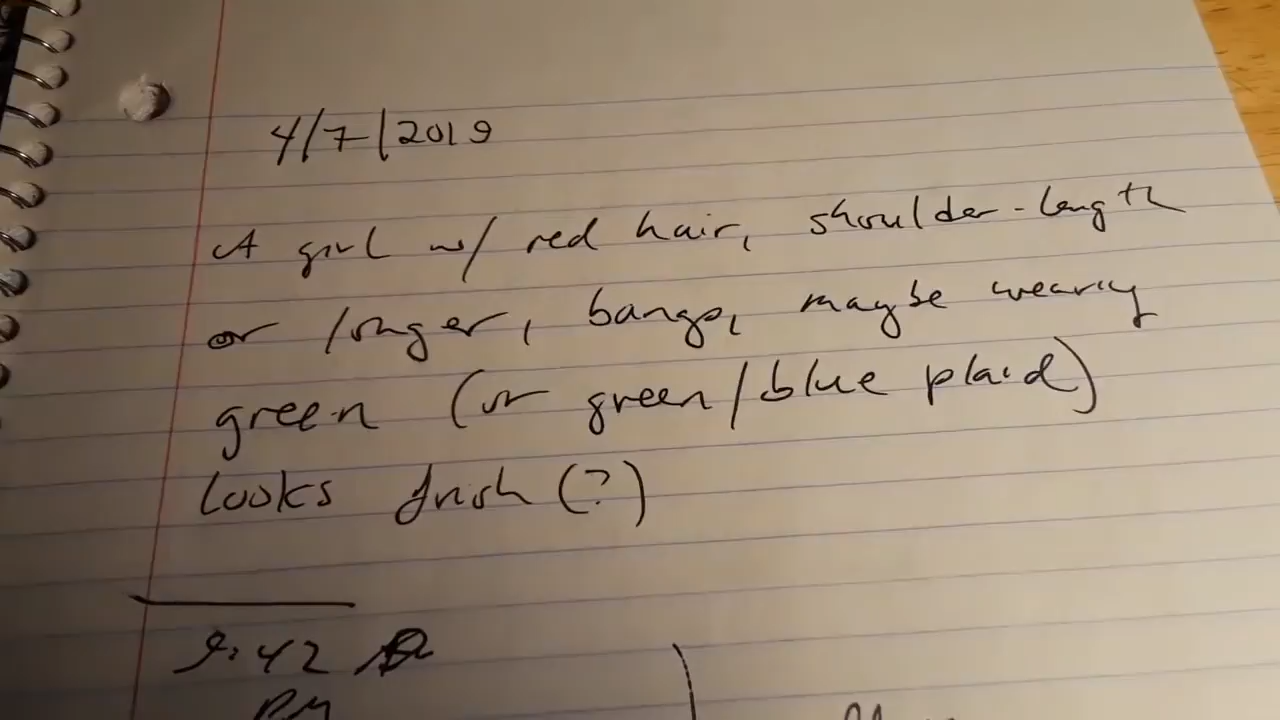 4/7/2019
A girl w/ red hair, shoulder-length
or longer, bangs, maybe wearing
green (or green/blue plaid)
looks Irish (?)
9:42
PM